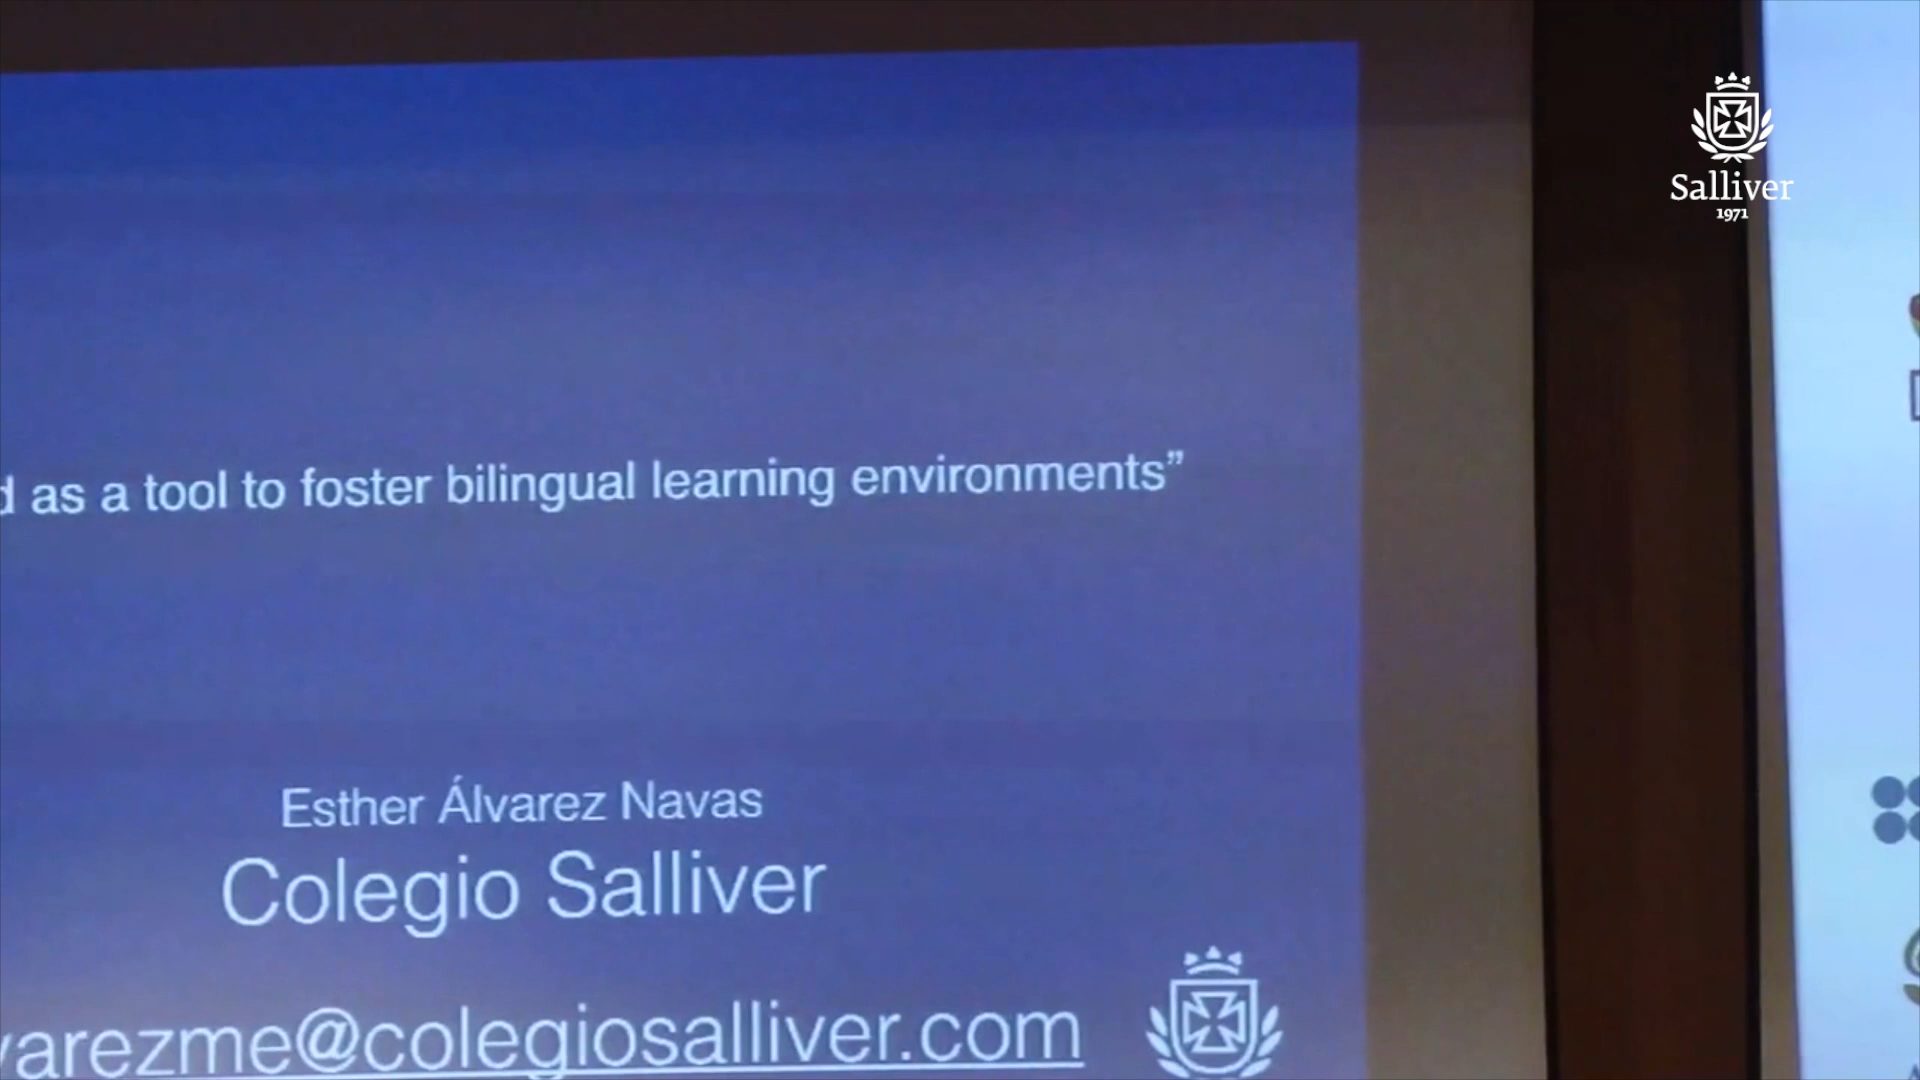 Salliver
1971
as a tool to foster bilingual learning environments”
Esther Álvarez Navas
Colegio Salliver
varezme@colegiosalliver.com